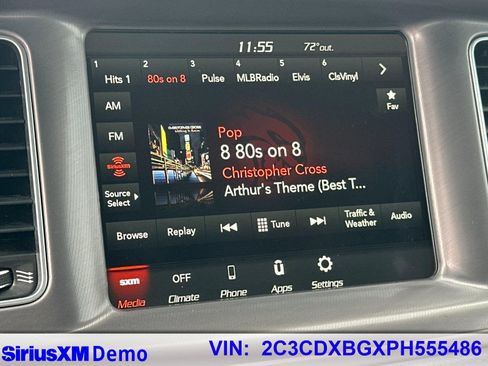 11:55 72°out.
1 2 3 4 5 6
Hits 1 80s on 8 Pulse MLBRadio Elvis ClsVinyl
AM
Fav
FM
Pop
8 80s on 8
SiriusXM
Christopher Cross
Source
Select
Arthur's Theme (Best T...
Browse Replay Tune Traffic &
Weather Audio
sxm OFF
Media Climate Phone Apps Settings
SiriusXM Demo VIN: 2C3CDXBGXPH555486